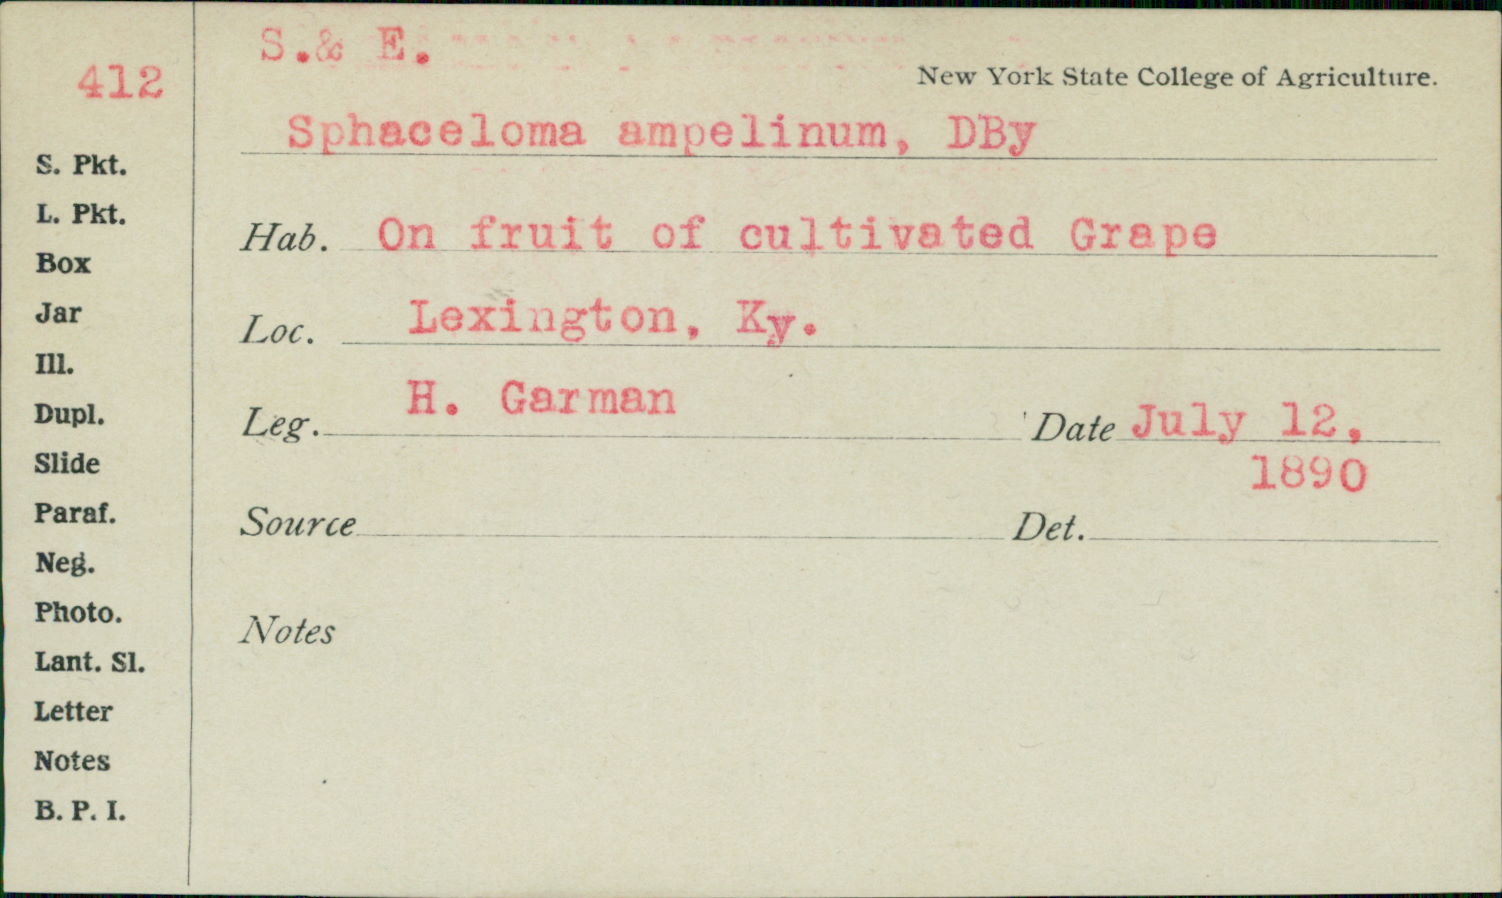 S.& E.
412
New York State College of Agriculture.
Sphaceloma ampelinum, DBy
S. Pkt.
L. Pkt.
Hab. On fruit of cultivated Grape
Box
Jar
Loc. Lexington, Ky.
Ill.
Dupl.
Leg. H. Garman Date July 12,
1890
Slide
Paraf.
Source Det.
Neg.
Photo.
Notes
Lant. Sl.
Letter
Notes
B. P. I.